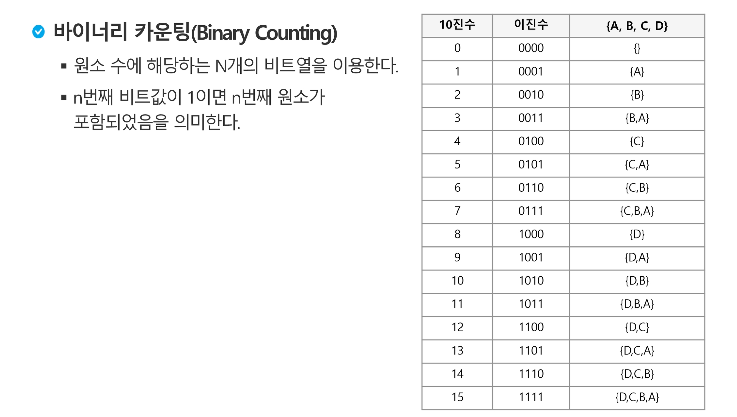 바이너리 카운팅(Binary Counting)
▪ 원소 수에 해당하는 N개의 비트열을 이용한다.
▪ n번째 비트값이 1이면 n번째 원소가
포함되었음을 의미한다.
10진수 이진수 {A, B, C, D}
0 0000 {}
1 0001 {A}
2 0010 {B}
3 0011 {B,A}
4 0100 {C}
5 0101 {C,A}
6 0110 {C,B}
7 0111 {C,B,A}
8 1000 {D}
9 1001 {D,A}
10 1010 {D,B}
11 1011 {D,B,A}
12 1100 {D,C}
13 1101 {D,C,A}
14 1110 {D,C,B}
15 1111 {D,C,B,A}